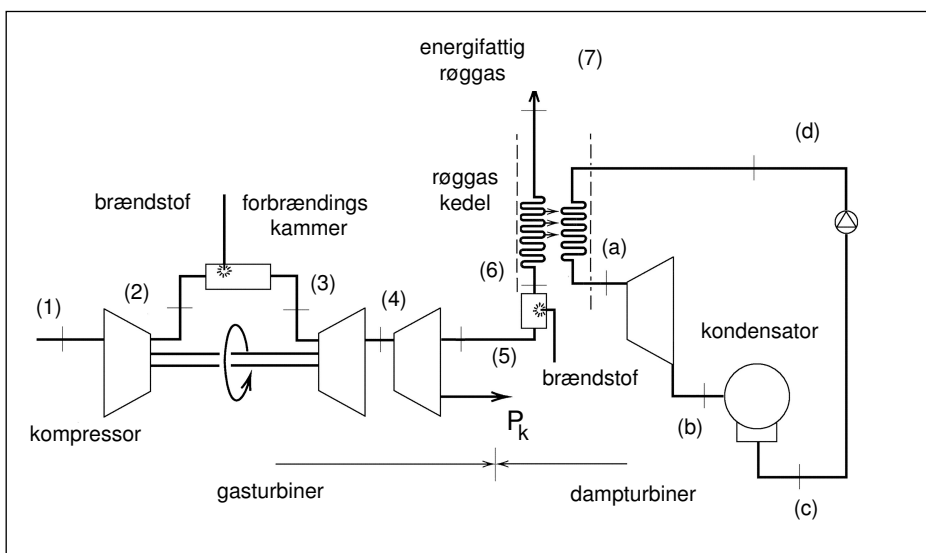 energifattig
røggas
(7)
(d)
brændstof
forbrændings
kammer
røggas
kedel
(a)
(6)
(1)
(2)
(3)
(4)
(5)
kondensator
brændstof
kompressor
P_k
(b)
gasturbiner
dampturbiner
(c)